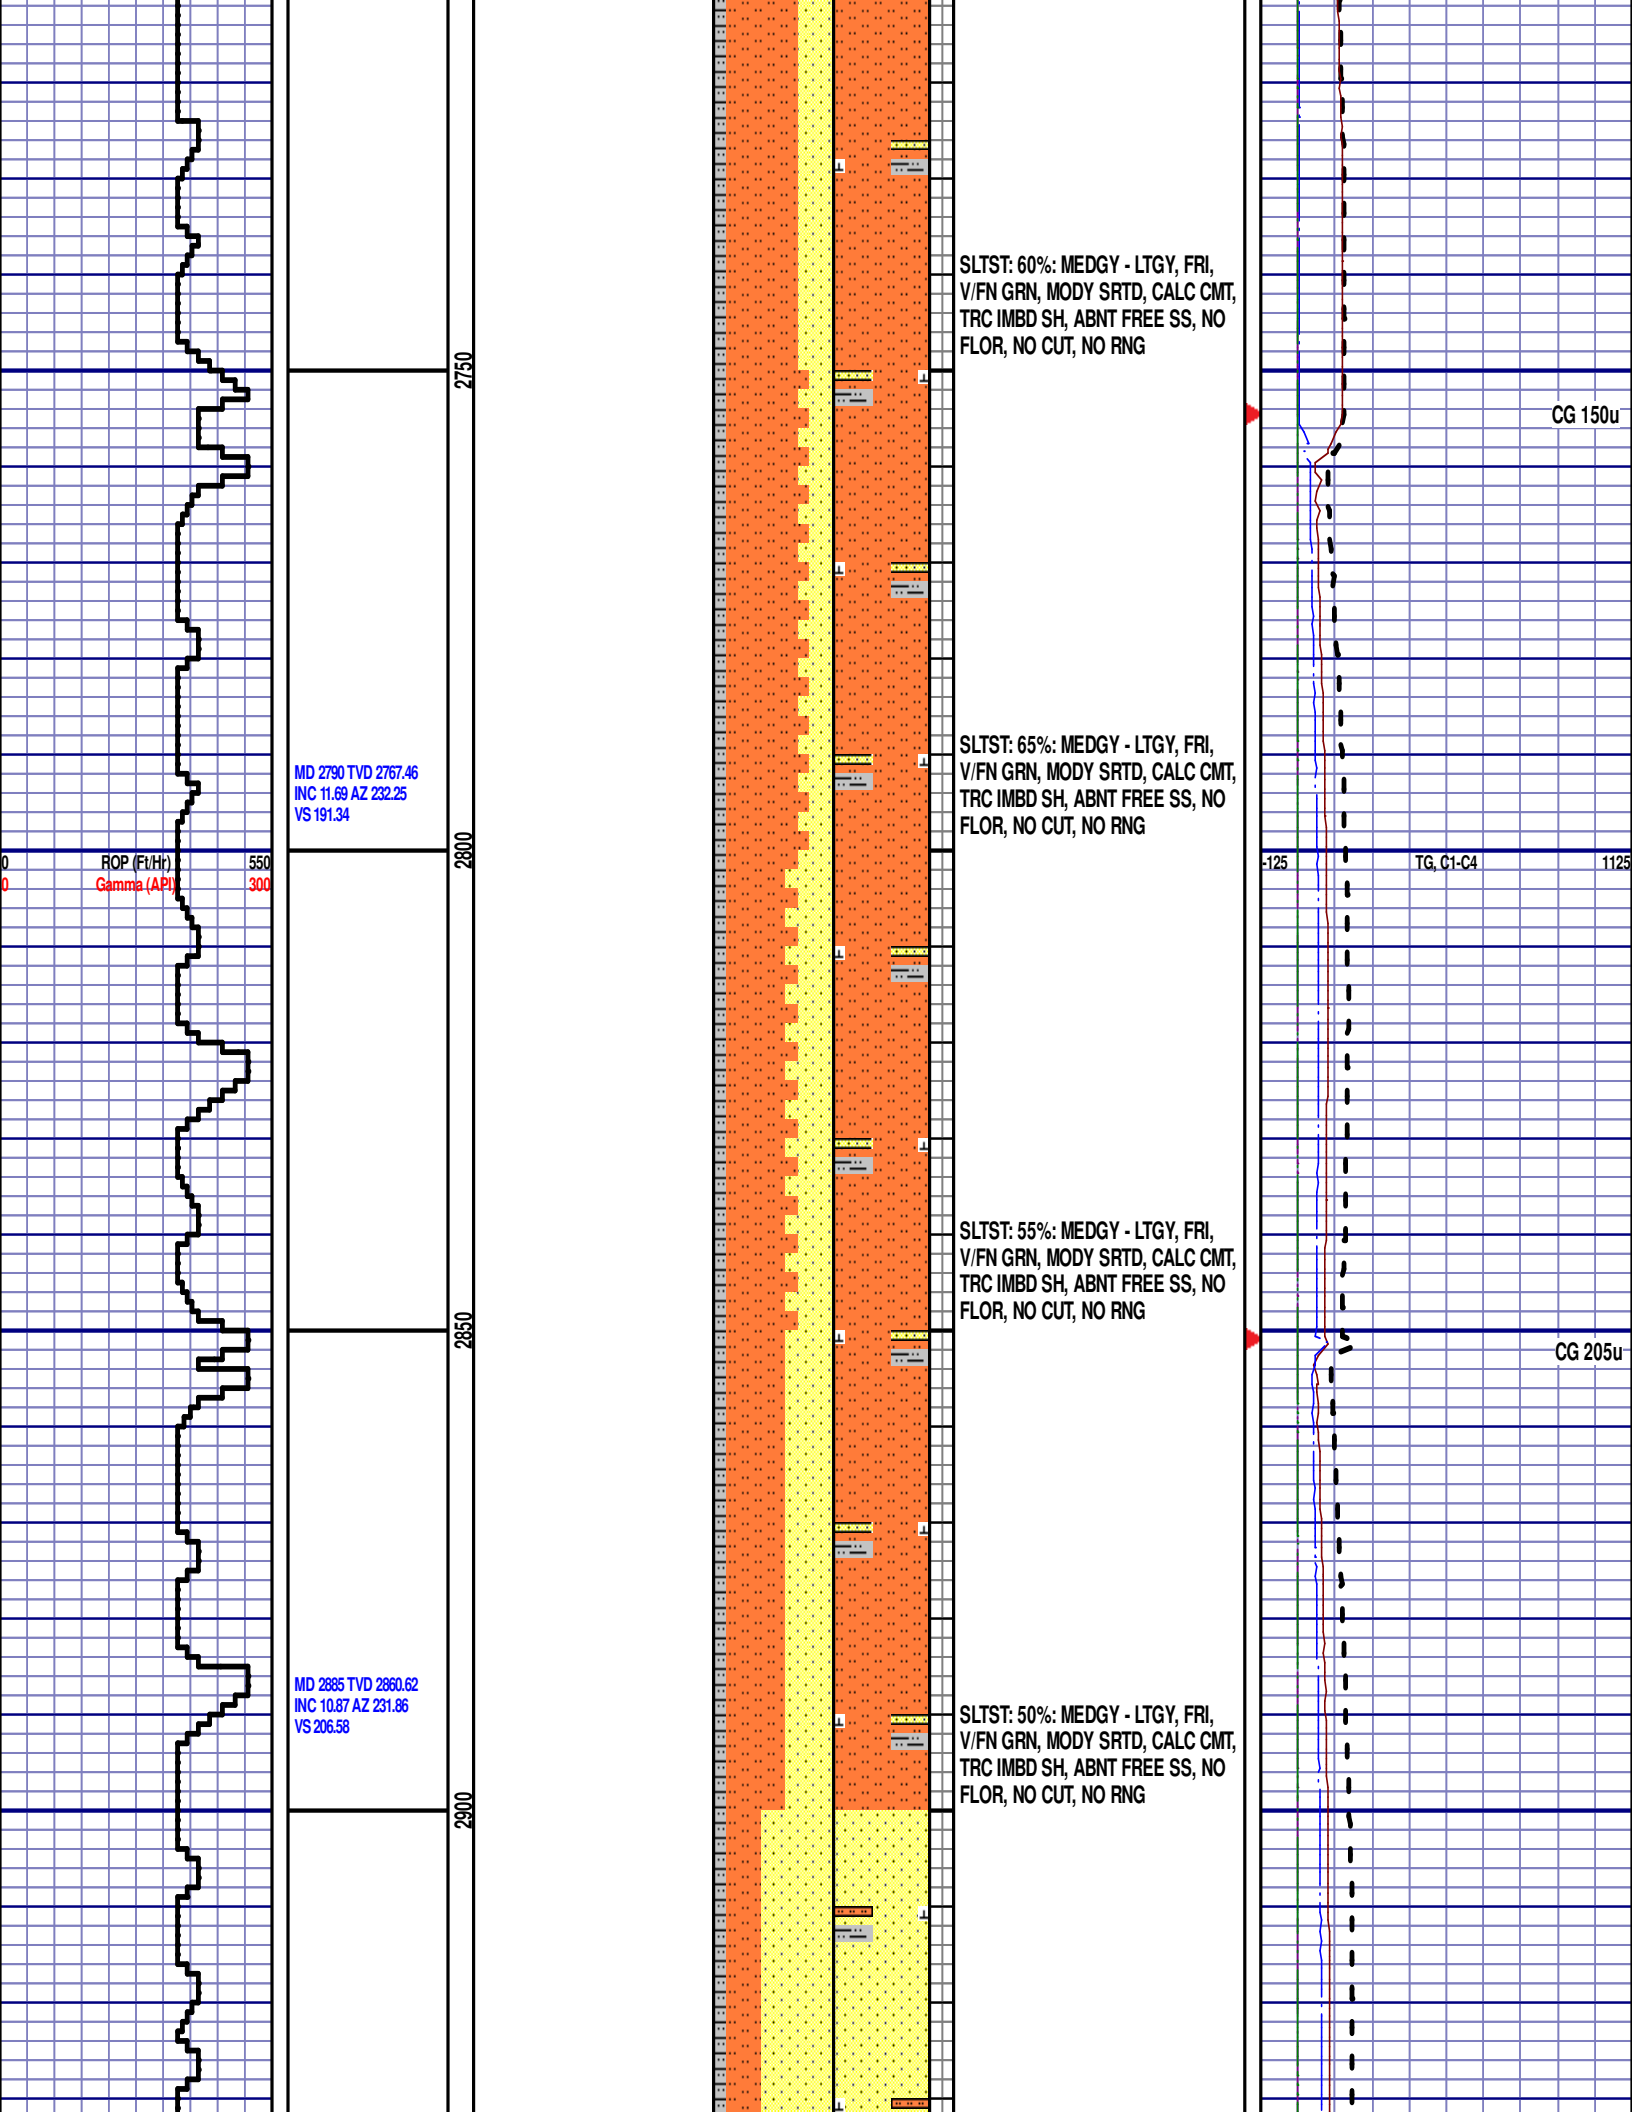 SLTST: 60%: MEDGY - LTGY, FRI,
V/FN GRN, MODY SRTD, CALC CMT,
TRC IMBD SH, ABNT FREE SS, NO
FLOR, NO CUT, NO RNG
2750
CG 150u
SLTST: 65%: MEDGY - LTGY, FRI,
V/FN GRN, MODY SRTD, CALC CMT,
TRC IMBD SH, ABNT FREE SS, NO
FLOR, NO CUT, NO RNG
MD 2790 TVD 2767.46
INC 11.69 AZ 232.25
VS 191.34
2800
0 ROP (Ft/Hr) 550
0 Gamma (API) 300
-125 TG, C1-C4 1125
SLTST: 55%: MEDGY - LTGY, FRI,
V/FN GRN, MODY SRTD, CALC CMT,
TRC IMBD SH, ABNT FREE SS, NO
FLOR, NO CUT, NO RNG
2850
CG 205u
MD 2885 TVD 2860.62
INC 10.87 AZ 231.86
VS 206.58
SLTST: 50%: MEDGY - LTGY, FRI,
V/FN GRN, MODY SRTD, CALC CMT,
TRC IMBD SH, ABNT FREE SS, NO
FLOR, NO CUT, NO RNG
2900